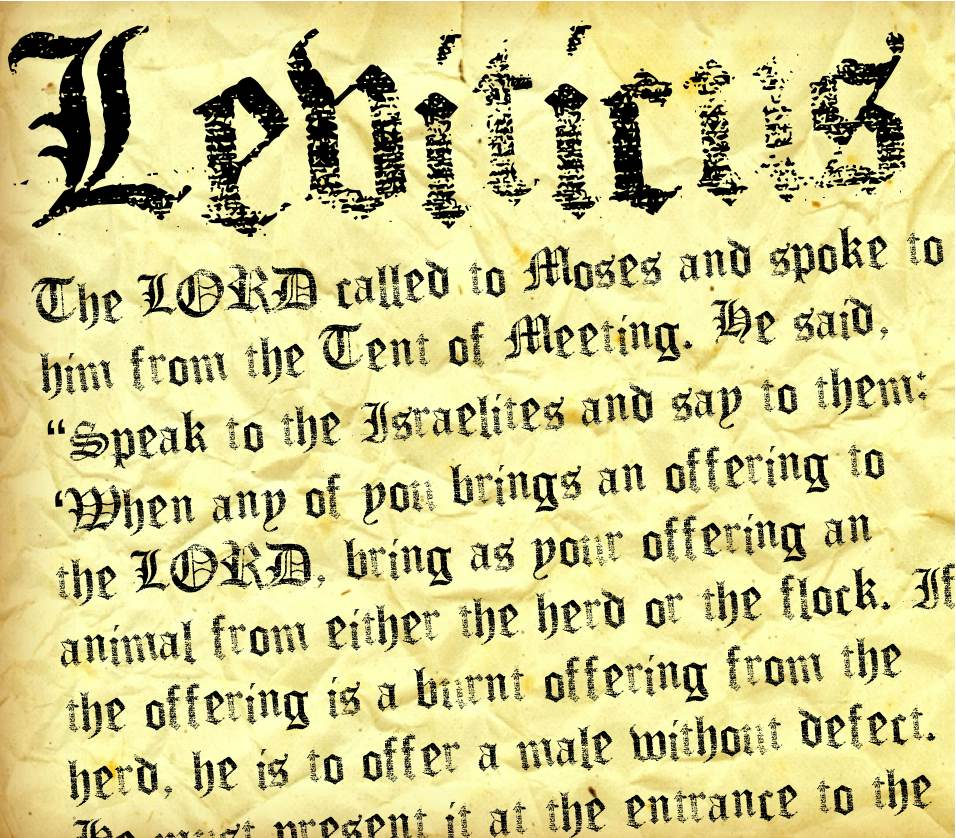 Leviticus
The LORD called to Moses and spoke to
him from the Tent of Meeting. He said,
“Speak to the Israelites and say to them:
‘When any of you brings an offering to
the LORD, bring as your offering an
animal from either the herd or the flock. If
the offering is a burnt offering from the
herd, he is to offer a male without defect.
He must present it at the entrance to the